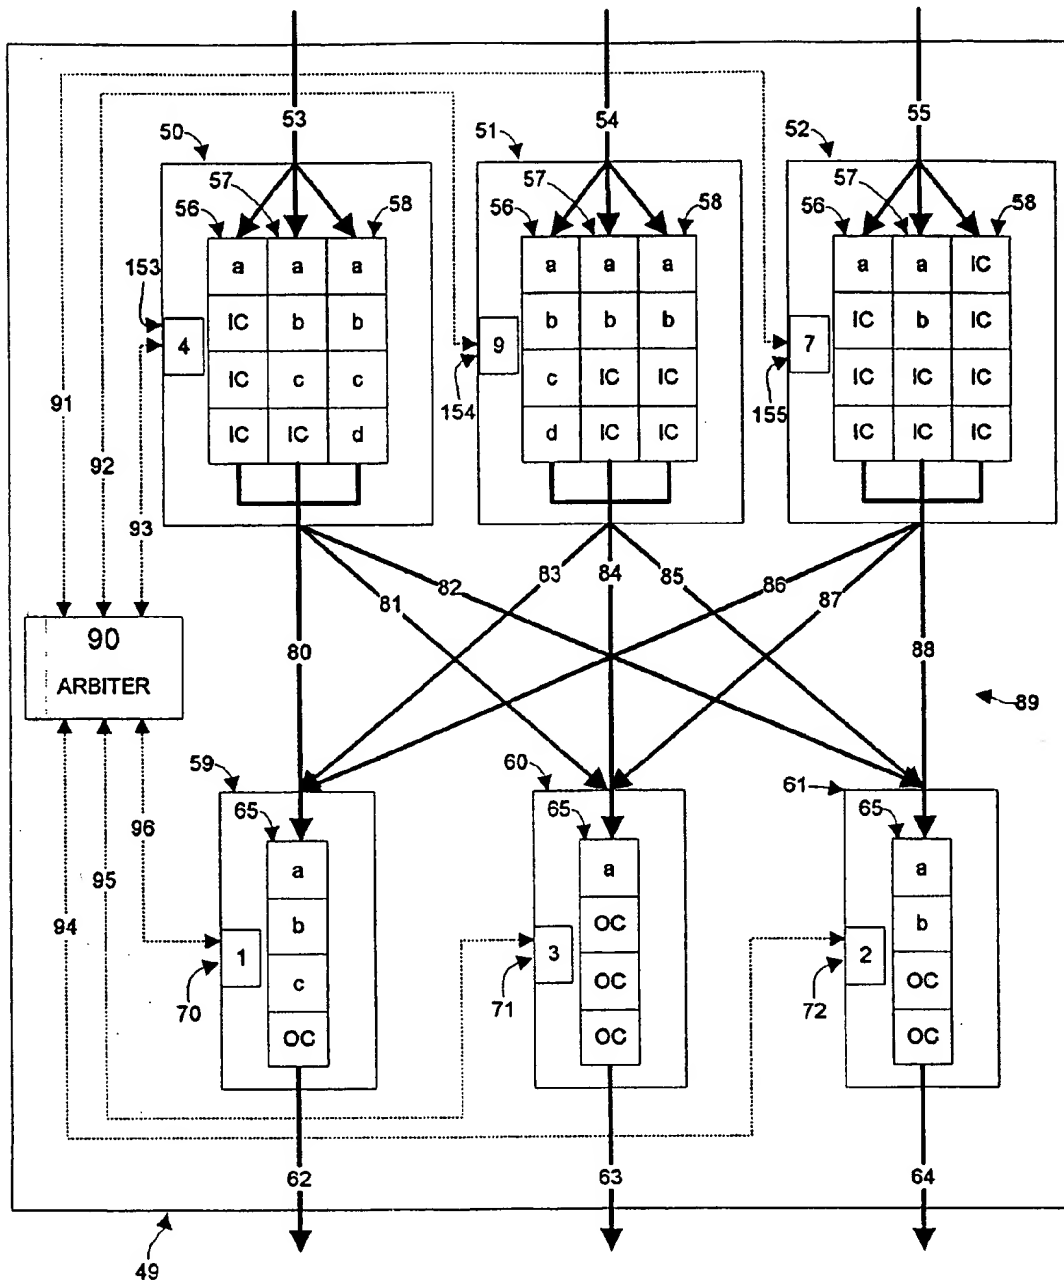 53 54 55
50 51 52
57 57 57
56 58 56 58 56 58
153
a a a a a a a a IC
IC b b b b b IC b IC
4 9 7
IC c c c IC IC IC IC IC
154 155
IC IC d d IC IC IC IC IC
91
92
93
81 82 83 84 85 86 87
80 88
90
ARBITER
89
59 60 61
65 65 65
96
95
94
a a a
b OC b
1 3 2
c OC OC
70 71 72
OC OC OC
62 63 64
49